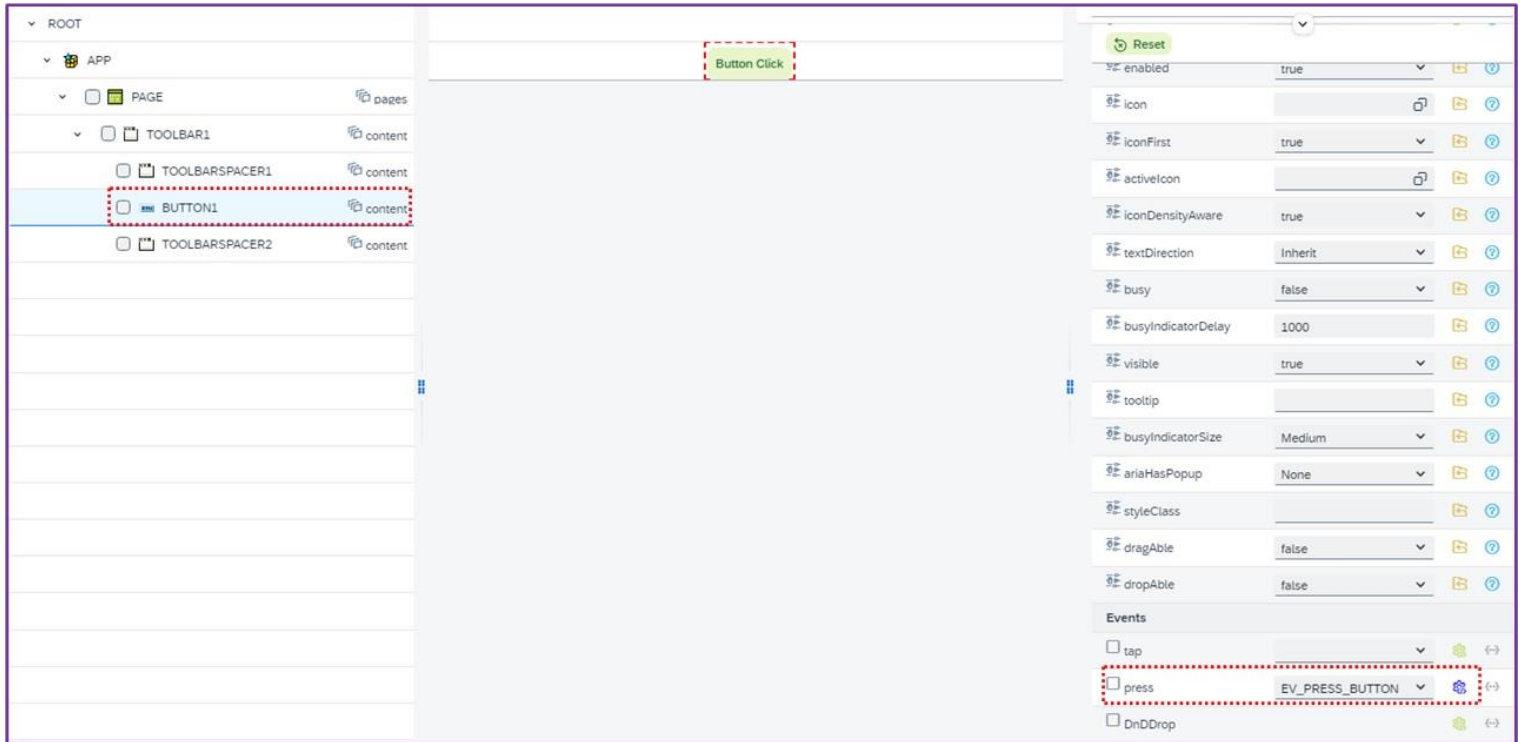 ROOT
APP
PAGE pages
TOOLBAR1 content
TOOLBARSPACER1 content
BUTTON1 content
TOOLBARSPACER2 content
Button Click
Reset
enabled true
icon
iconFirst true
activeIcon
iconDensityAware true
textDirection Inherit
busy false
busyIndicatorDelay 1000
visible true
tooltip
busyIndicatorSize Medium
ariaHasPopup None
styleClass
dragAble false
dropAble false
Events
tap
press EV_PRESS_BUTTON
DnDDrop